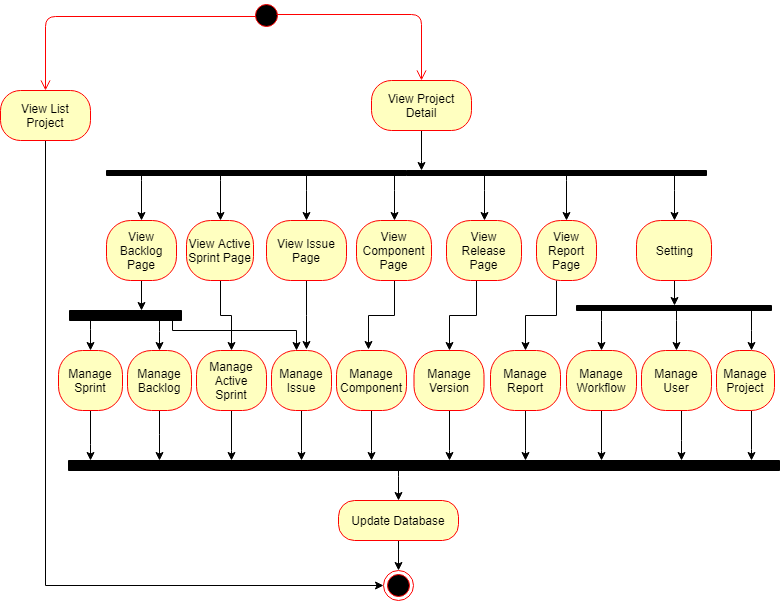 View List
Project
View Project
Detail
View
Backlog
Page
View Active
Sprint Page
View Issue
Page
View
Component
Page
View
Release
Page
View
Report
Page
Setting
Manage
Sprint
Manage
Backlog
Manage
Active
Sprint
Manage
Issue
Manage
Component
Manage
Version
Manage
Report
Manage
Workflow
Manage
User
Manage
Project
Update Database